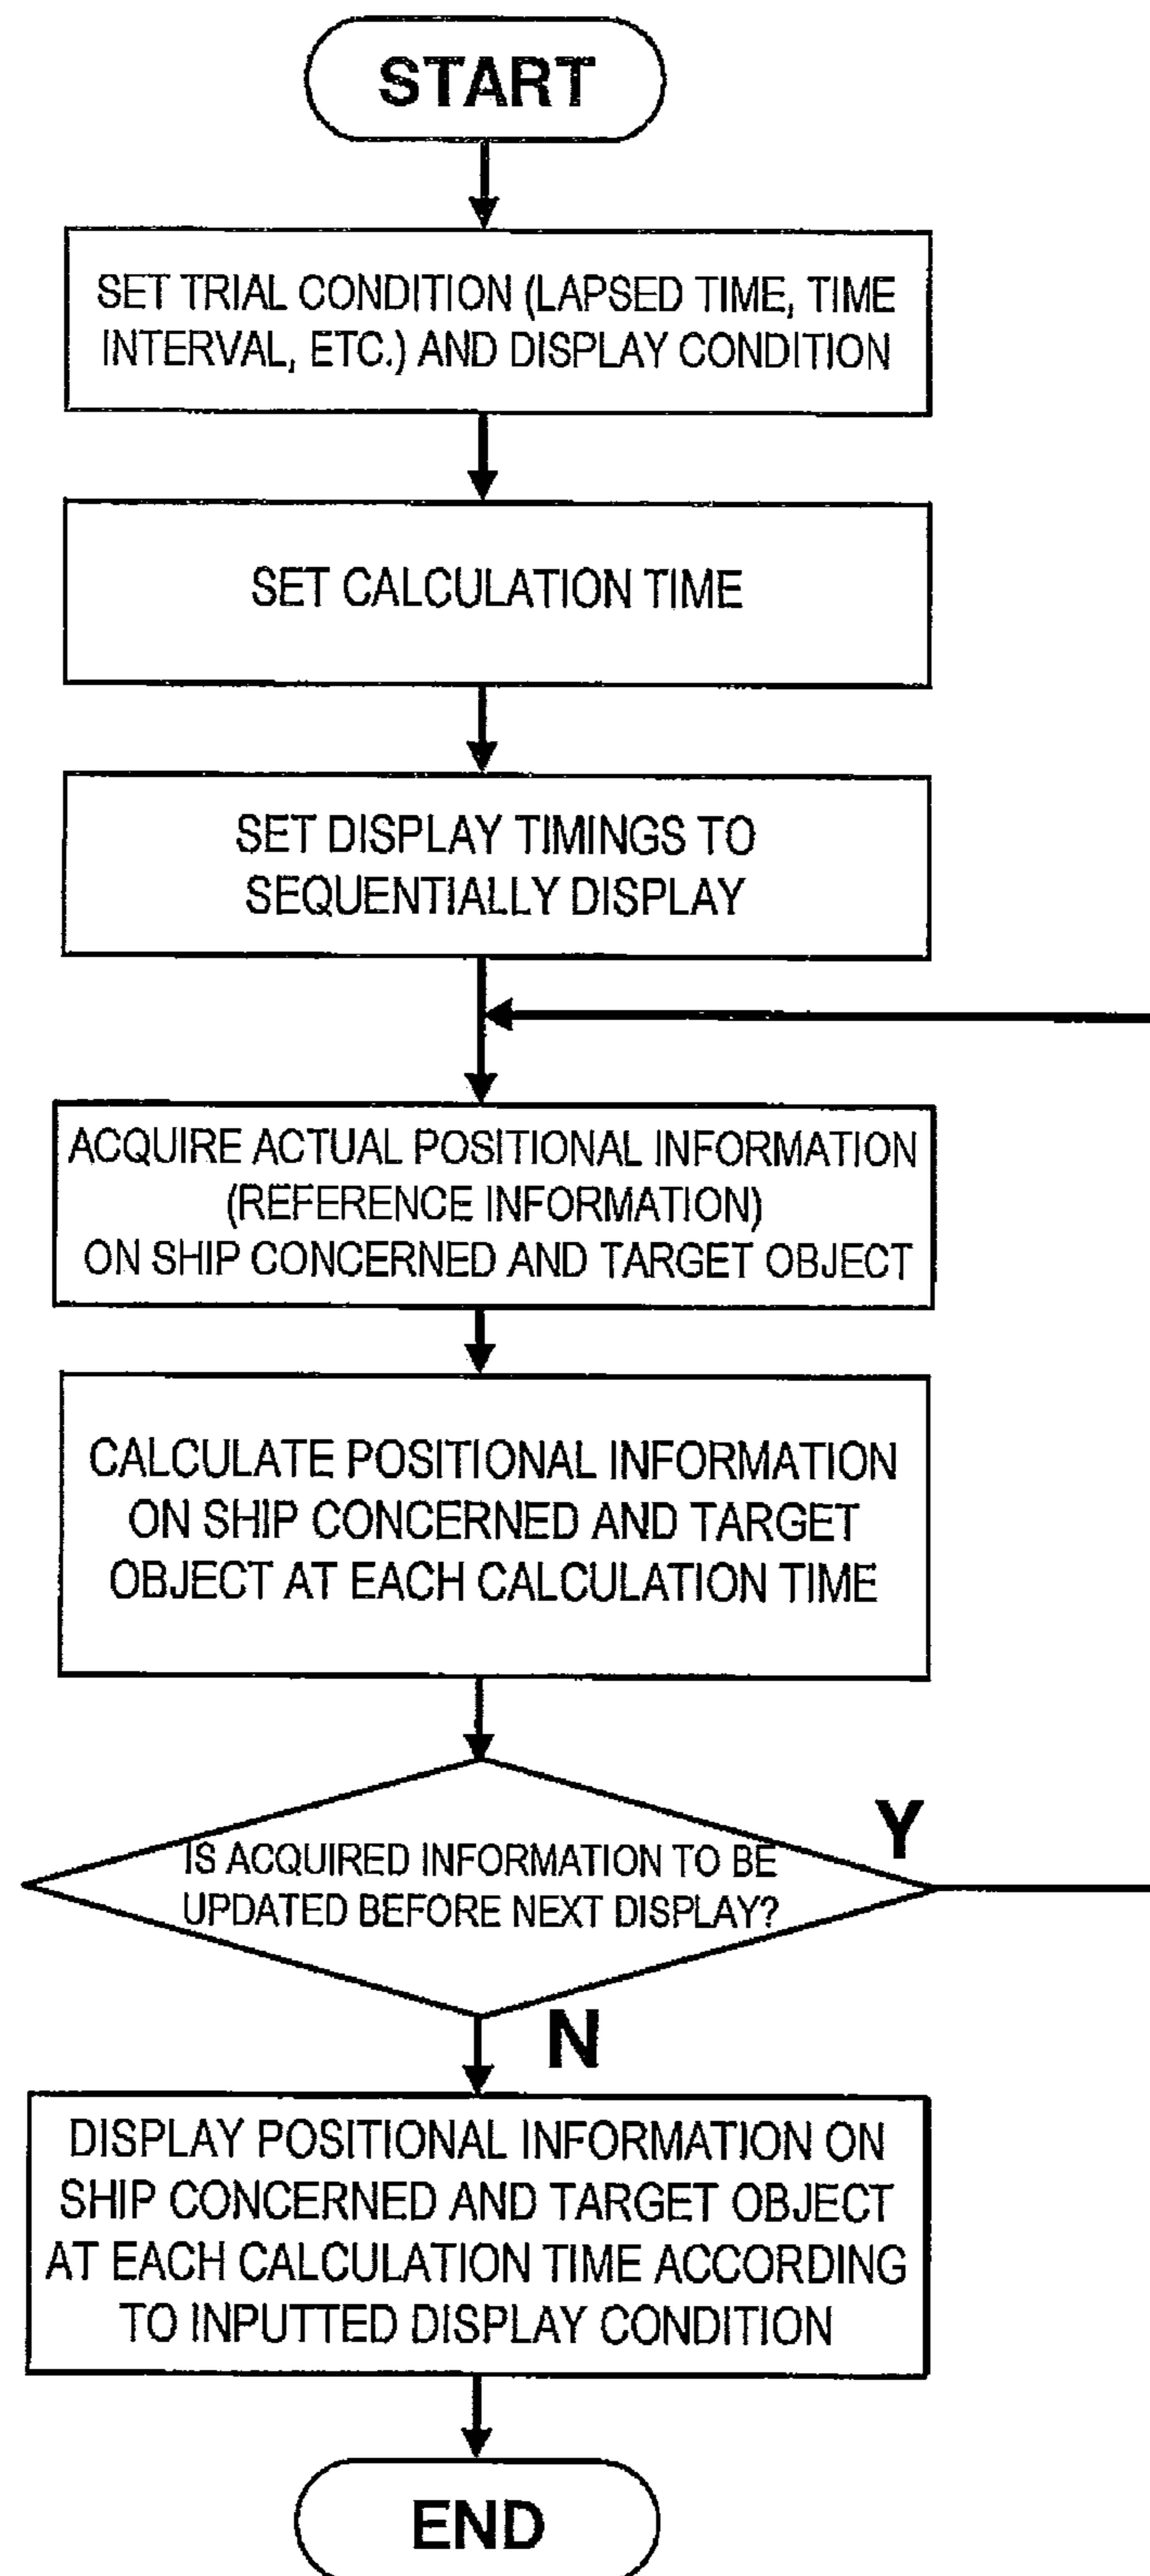 START
SET TRIAL CONDITION (LAPSED TIME, TIME
INTERVAL, ETC.) AND DISPLAY CONDITION
SET CALCULATION TIME
SET DISPLAY TIMINGS TO
SEQUENTIALLY DISPLAY
ACQUIRE ACTUAL POSITIONAL INFORMATION
(REFERENCE INFORMATION)
ON SHIP CONCERNED AND TARGET OBJECT
CALCULATE POSITIONAL INFORMATION
ON SHIP CONCERNED AND TARGET
OBJECT AT EACH CALCULATION TIME
Y
IS ACQUIRED INFORMATION TO BE
UPDATED BEFORE NEXT DISPLAY?
N
DISPLAY POSITIONAL INFORMATION ON
SHIP CONCERNED AND TARGET OBJECT
AT EACH CALCULATION TIME ACCORDING
TO INPUTTED DISPLAY CONDITION
END